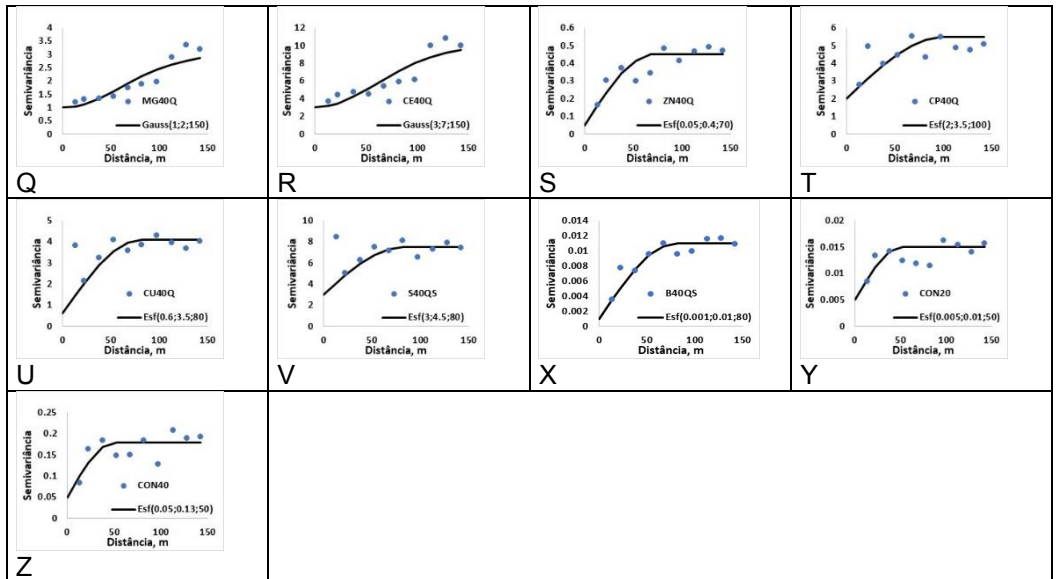 4
3.5
3
2.5
2
1.5
1
0.5
0
Semivariância
MG40Q
Gauss(1;2;150)
0 50 100 150
Distância, m
Q
12
10
8
6
4
2
0
Semivariância
CE40Q
Gauss(3;7;150)
0 50 100 150
Distância, m
R
0.6
0.5
0.4
0.3
0.2
0.1
0
Semivariância
ZN40Q
Esf(0.05;0.4;70)
0 50 100 150
Distância, m
S
6
5
4
3
2
1
0
Semivariância
CP40Q
Esf(2;3.5;100)
0 50 100 150
Distância, m
T
5
4
3
2
1
0
Semivariância
CU40Q
Esf(0.6;3.5;80)
0 50 100 150
Distância, m
U
10
8
6
4
2
0
Semivariância
S40QS
Esf(3;4.5;80)
0 50 100 150
Distância, m
V
0.014
0.012
0.01
0.008
0.006
0.004
0.002
0
Semivariância
B40QS
Esf(0.001;0.01;80)
0 50 100 150
Distância, m
X
0.02
0.015
0.01
0.005
0
Semivariância
CON20
Esf(0.005;0.01;50)
0 50 100 150
Distância, m
Y
0.25
0.2
0.15
0.1
0.05
0
Semivariância
CON40
Esf(0.05;0.13;50)
0 50 100 150
Distância, m
Z